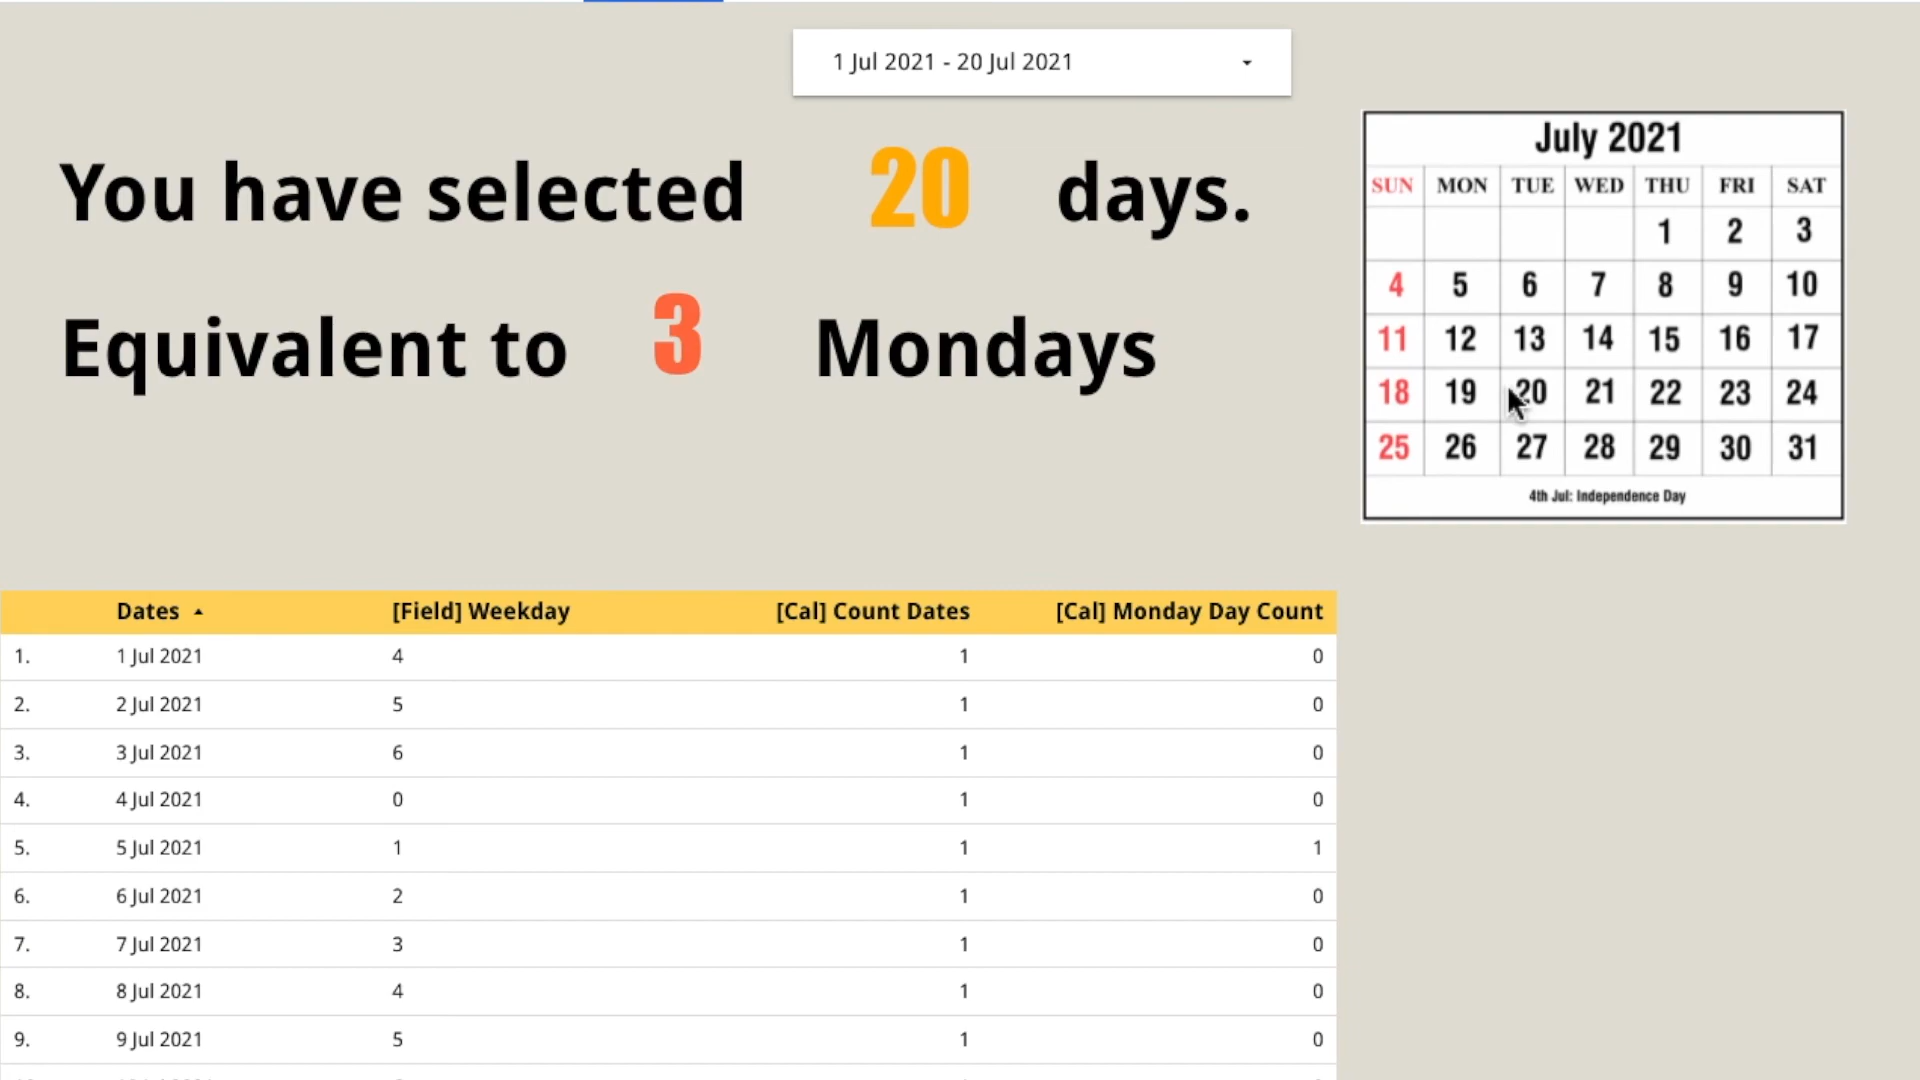 1 Jul 2021 - 20 Jul 2021
You have selected 20 days.
Equivalent to 3 Mondays
July 2021
SUN MON TUE WED THU FRI SAT
1 2 3
4 5 6 7 8 9 10
11 12 13 14 15 16 17
18 19 20 21 22 23 24
25 26 27 28 29 30 31
4th Jul: Independence Day
Dates [Field] Weekday [Cal] Count Dates [Cal] Monday Day Count
1. 1 Jul 2021 4 1 0
2. 2 Jul 2021 5 1 0
3. 3 Jul 2021 6 1 0
4. 4 Jul 2021 0 1 0
5. 5 Jul 2021 1 1 1
6. 6 Jul 2021 2 1 0
7. 7 Jul 2021 3 1 0
8. 8 Jul 2021 4 1 0
9. 9 Jul 2021 5 1 0